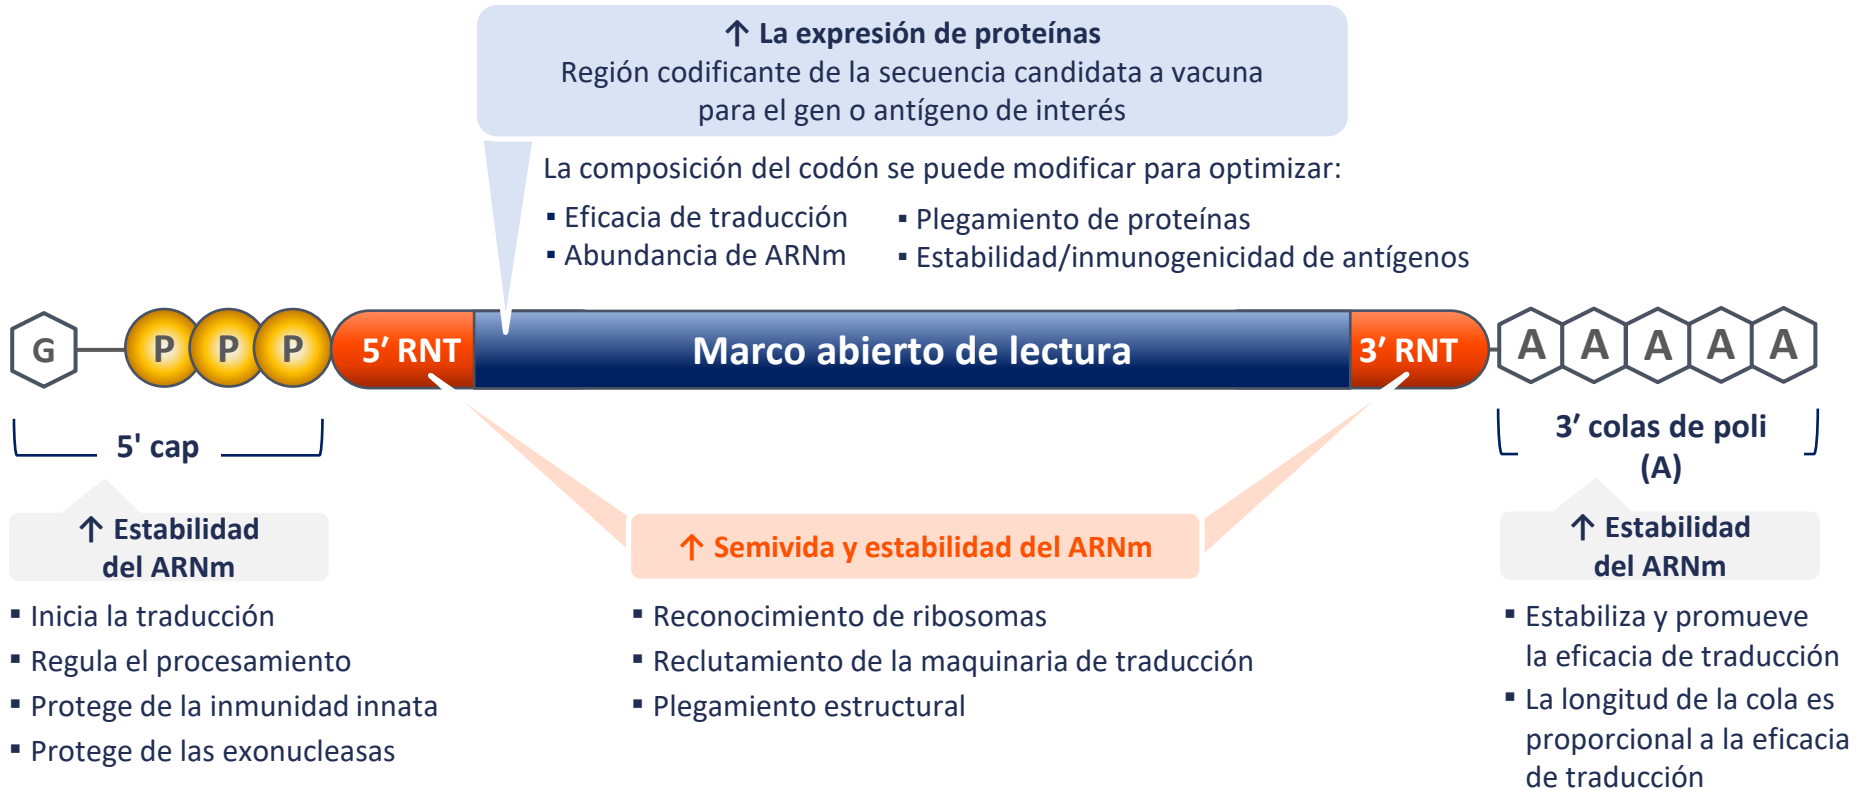 ↑ La expresión de proteínas
Región codificante de la secuencia candidata a vacuna
para el gen o antígeno de interés
La composición del codón se puede modificar para optimizar:
▪ Eficacia de traducción
▪ Abundancia de ARNm
▪ Plegamiento de proteínas
▪ Estabilidad/inmunogenicidad de antígenos
G P P P 5′ RNT Marco abierto de lectura 3′ RNT A A A A A
5' cap
↑ Estabilidad
del ARNm
▪ Inicia la traducción
▪ Regula el procesamiento
▪ Protege de la inmunidad innata
▪ Protege de las exonucleasas
↑ Semivida y estabilidad del ARNm
▪ Reconocimiento de ribosomas
▪ Reclutamiento de la maquinaria de traducción
▪ Plegamiento estructural
3′ colas de poli
(A)
↑ Estabilidad
del ARNm
▪ Estabiliza y promueve
la eficacia de traducción
▪ La longitud de la cola es
proporcional a la eficacia
de traducción